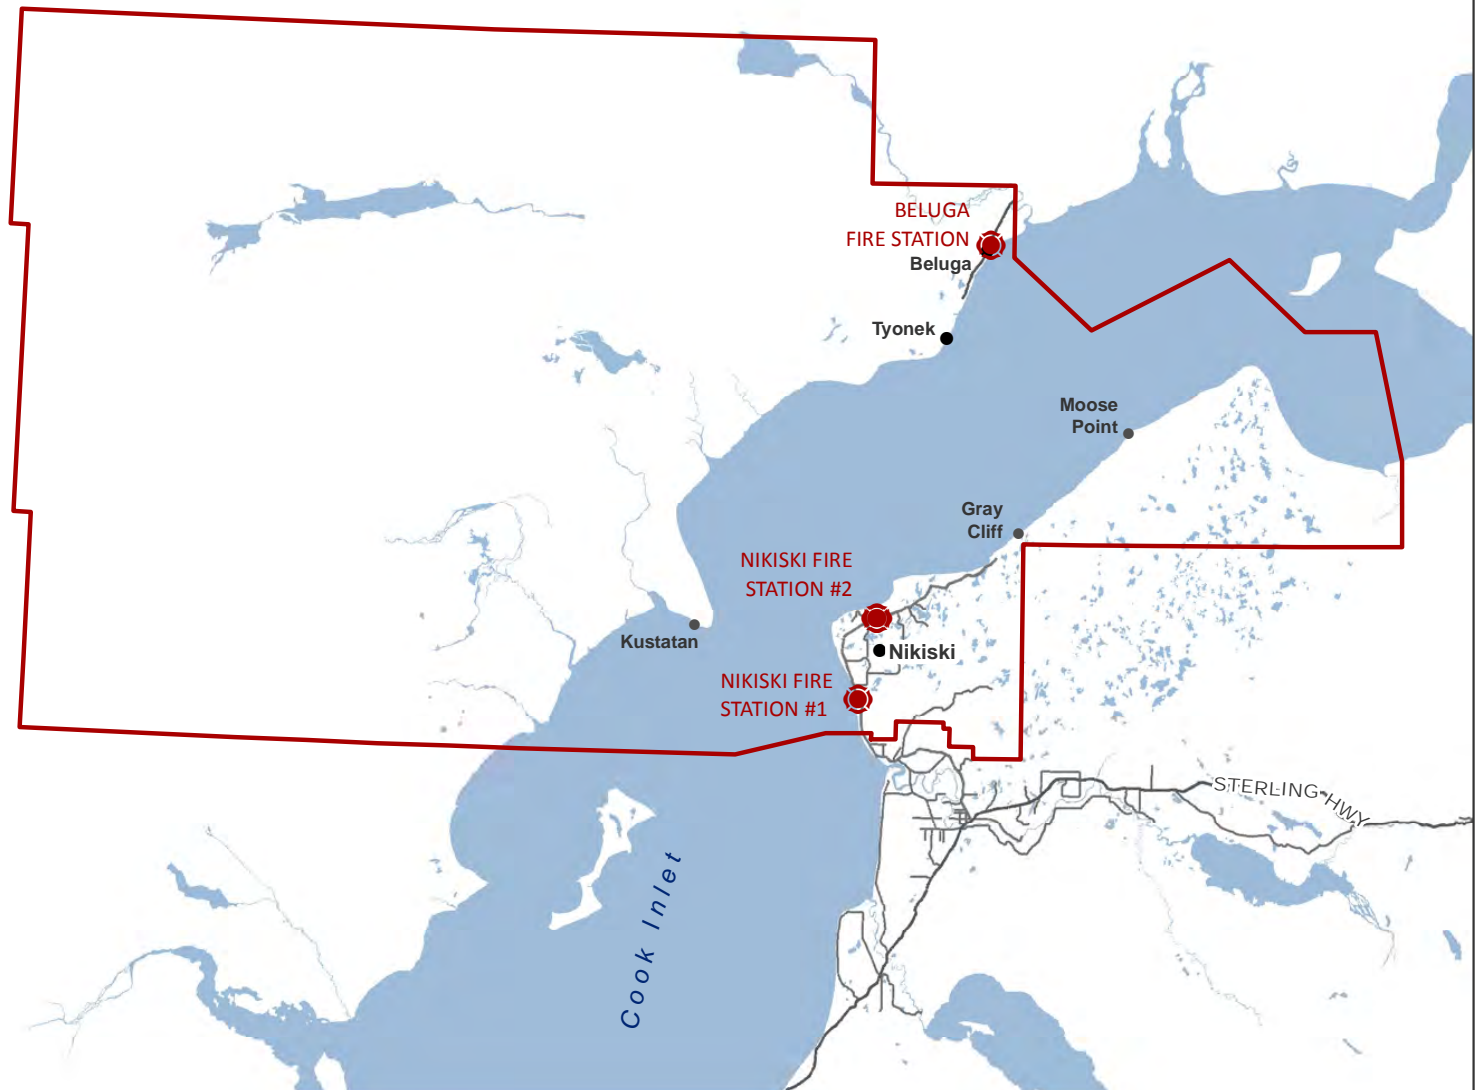 BELUGA
FIRE STATION
Beluga
Tyonek
Moose
Point
Gray
Cliff
NIKISKI FIRE
STATION #2
Kustatan
Nikiski
NIKISKI FIRE
STATION #1
STERLING HWY
Cook Inlet